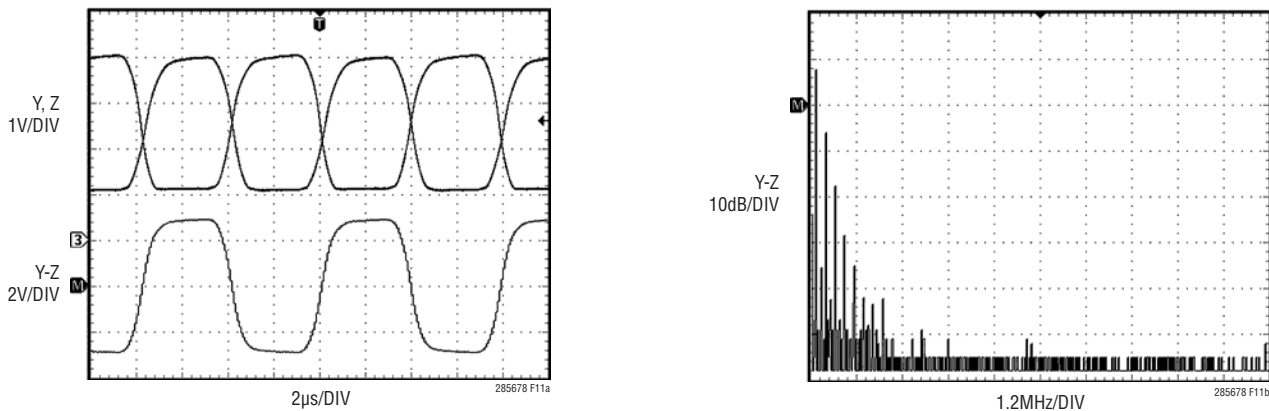 T
Y, Z
1V/DIV
3
Y-Z
2V/DIV
M
2µs/DIV
285678 F11a
M
Y-Z
10dB/DIV
1.2MHz/DIV
285678 F11b